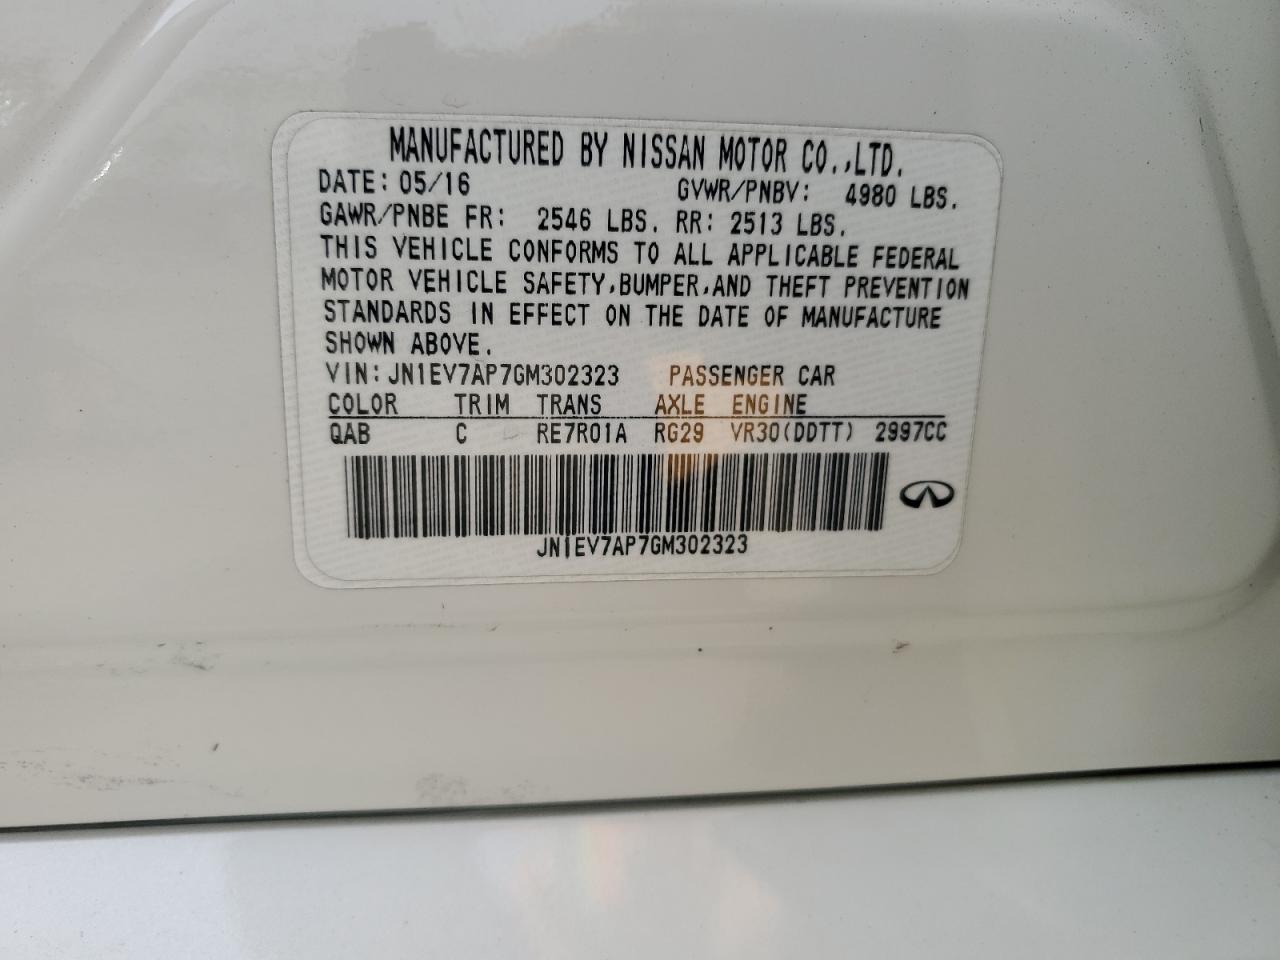 MANUFACTURED BY NISSAN MOTOR CO.,LTD.
DATE: 05/16 GVWR/PNBV: 4980 LBS.
GAWR/PNBE FR: 2546 LBS. RR: 2513 LBS.
THIS VEHICLE CONFORMS TO ALL APPLICABLE FEDERAL
MOTOR VEHICLE SAFETY,BUMPER,AND THEFT PREVENTION
STANDARDS IN EFFECT ON THE DATE OF MANUFACTURE
SHOWN ABOVE.
VIN: JN1EV7AP7GM302323 PASSENGER CAR
COLOR TRIM TRANS AXLE ENGINE
QAB C RE7R01A RG29 VR30(DDTT) 2997CC
JN1EV7AP7GM302323